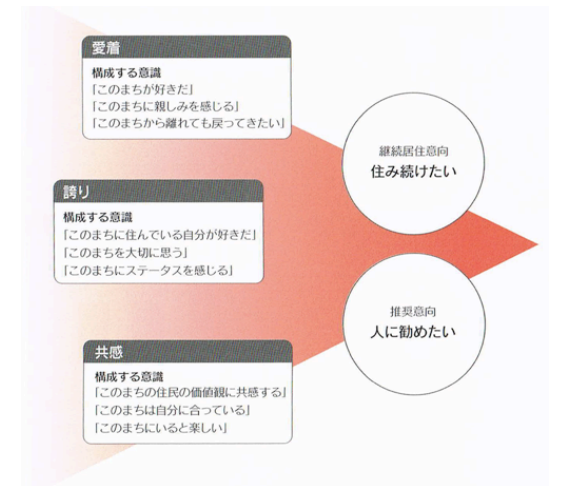 愛着
構成する意識
「このまちが好きだ」
「このまちに親しみを感じる」
「このまちから離れても戻ってきたい」
誇り
構成する意識
「このまちに住んでいる自分が好きだ」
「このまちを大切に思う」
「このまちにステータスを感じる」
共感
構成する意識
「このまちの住民の価値観に共感する」
「このまちは自分に合っている」
「このまちにいると楽しい」
継続居住意向
住み続けたい
推奨意向
人に勧めたい